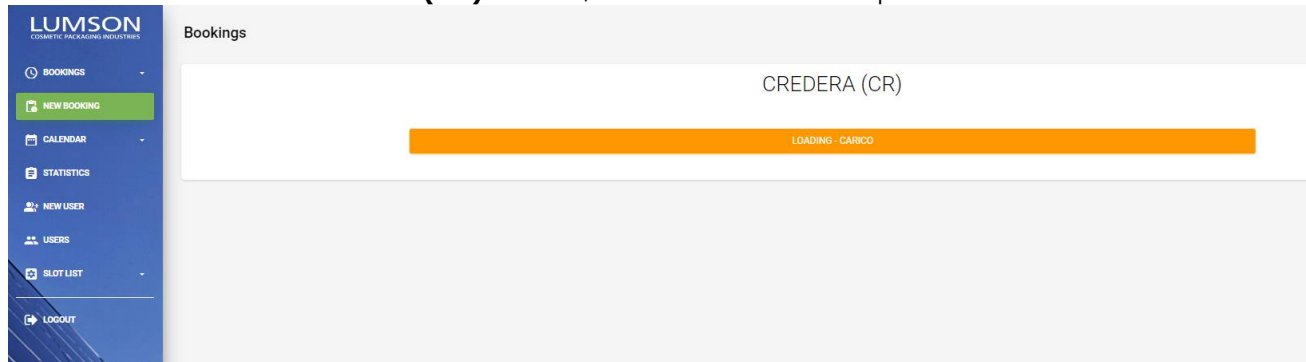 LUMSON
COSMETIC PACKAGING INDUSTRIES
BOOKINGS
NEW BOOKING
CALENDAR
STATISTICS
NEW USER
USERS
SLOT LIST
LOGOUT
Bookings
CREDERA (CR)
LOADING - CARICO